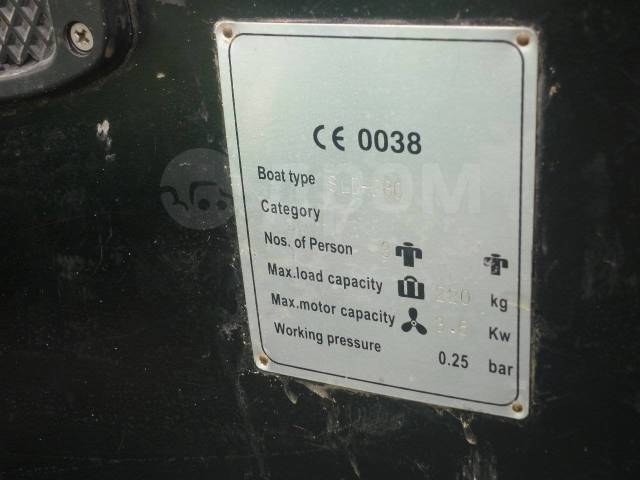 CE 0038
Boat type
Category
Nos. of Person
Max.load capacity kg
Max.motor capacity Kw
Working pressure 0.25 bar